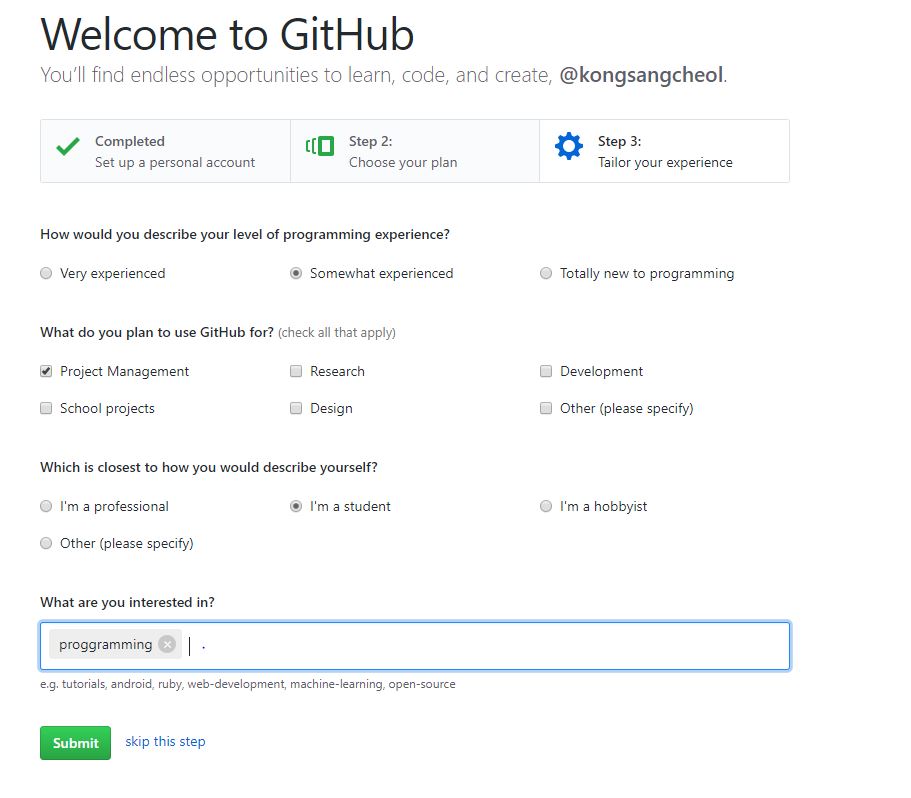 Welcome to GitHub
You'll find endless opportunities to learn, code, and create, @kongsangcheol.
Completed
Set up a personal account
Step 2:
Choose your plan
Step 3:
Tailor your experience
How would you describe your level of programming experience?
Very experienced
Somewhat experienced
Totally new to programming
What do you plan to use GitHub for? (check all that apply)
Project Management
Research
Development
School projects
Design
Other (please specify)
Which is closest to how you would describe yourself?
I'm a professional
I'm a student
I'm a hobbyist
Other (please specify)
What are you interested in?
proggramming .
e.g. tutorials, android, ruby, web-development, machine-learning, open-source
Submit skip this step